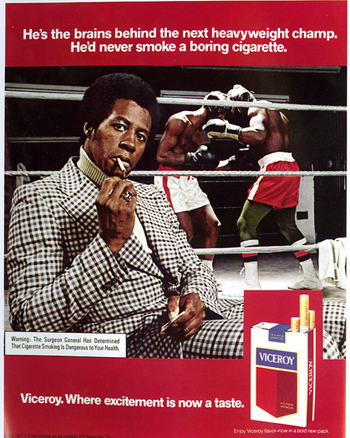 He's the brains behind the next heavyweight champ.
He'd never smoke a boring cigarette.
Warning: The Surgeon General Has Determined
That Cigarette Smoking Is Dangerous to Your Health.
VICEROY
VICEROY
Viceroy. Where excitement is now a taste.
Enjoy Viceroy flavor–now in a bold new pack.